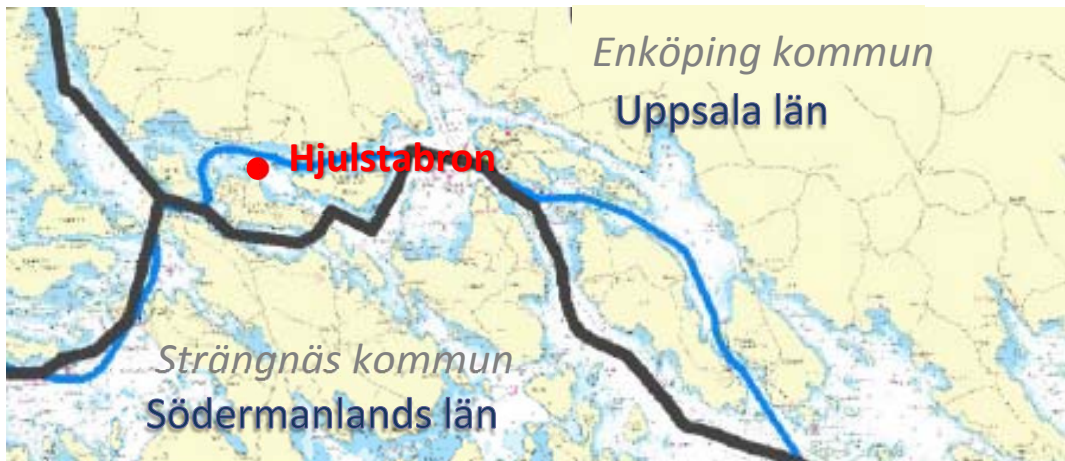 Enköping kommun
Uppsala län
Hjulstabron
Strängnäs kommun
Södermanlands län